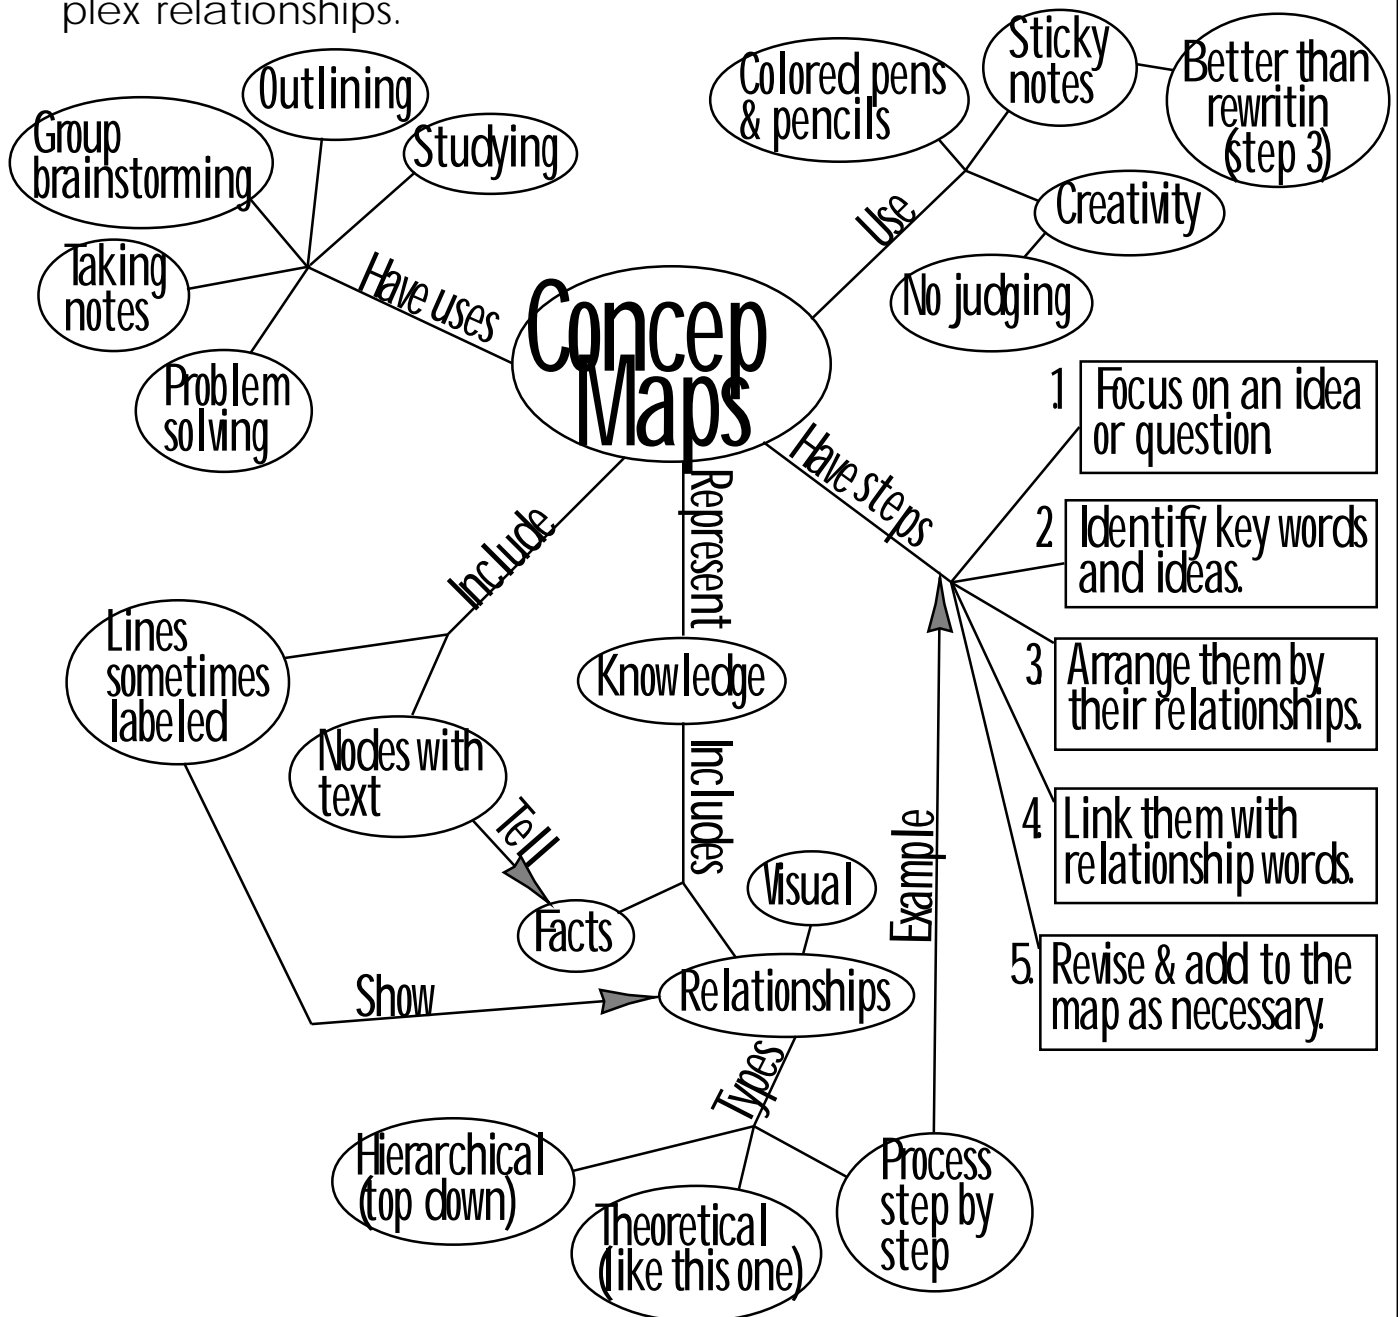 plex relationships.
Outlining
Group
brainstorming
Studying
Taking
notes
Problem
solving
Have uses
Colored pens
& pencils
Sticky
notes
Better than
rewritin
(step 3)
Creativity
No judging
Use
Concep
Maps
Have steps
1.
Focus on an idea
or question.
2.
Identify key words
and ideas.
3.
Arrange them by
their relationships.
4.
Link them with
relationship words.
5.
Revise & add to the
map as necessary.
Include
Represent
Lines
sometimes
labeled
Nodes with
text
Knowledge
Tell
Includes
Facts
Visual
Example
Show
Relationships
Types
Hierarchical
(top down)
Theoretical
(like this one)
Process
step by
step